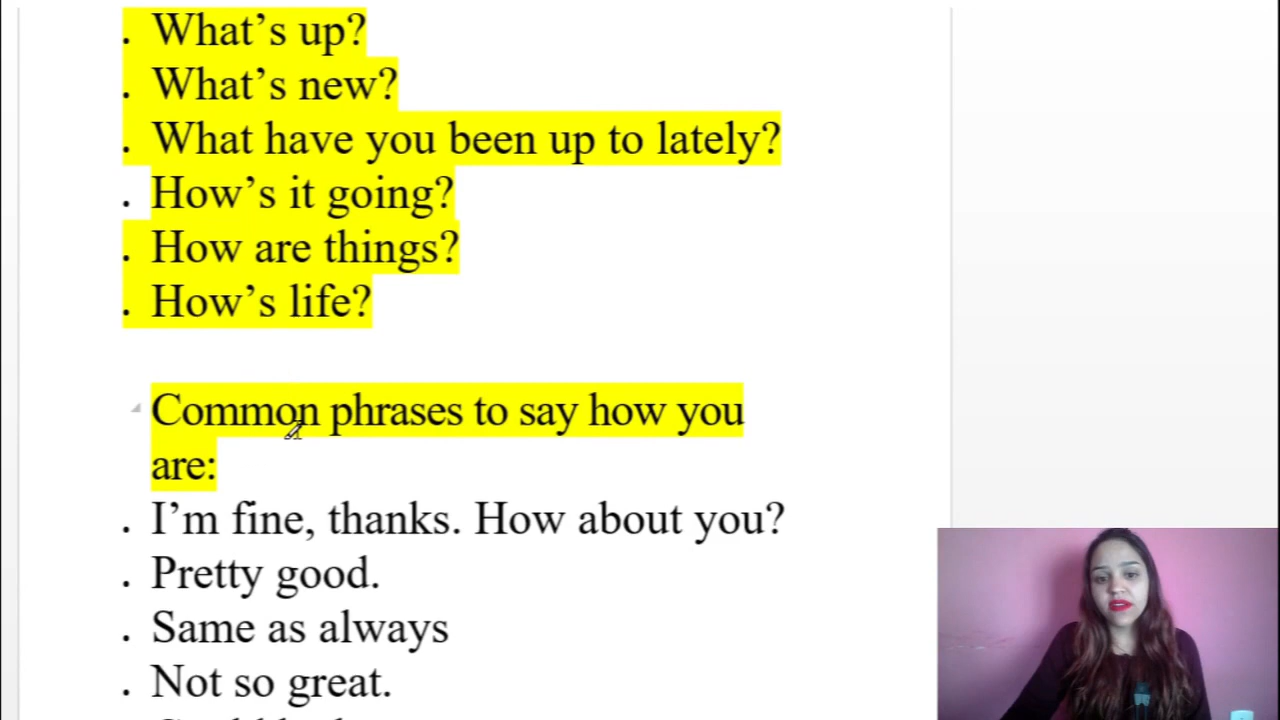 . What’s up?
. What’s new?
. What have you been up to lately?
. How’s it going?
. How are things?
. How’s life?
Common phrases to say how you
are:
. I’m fine, thanks. How about you?
. Pretty good.
. Same as always
. Not so great.